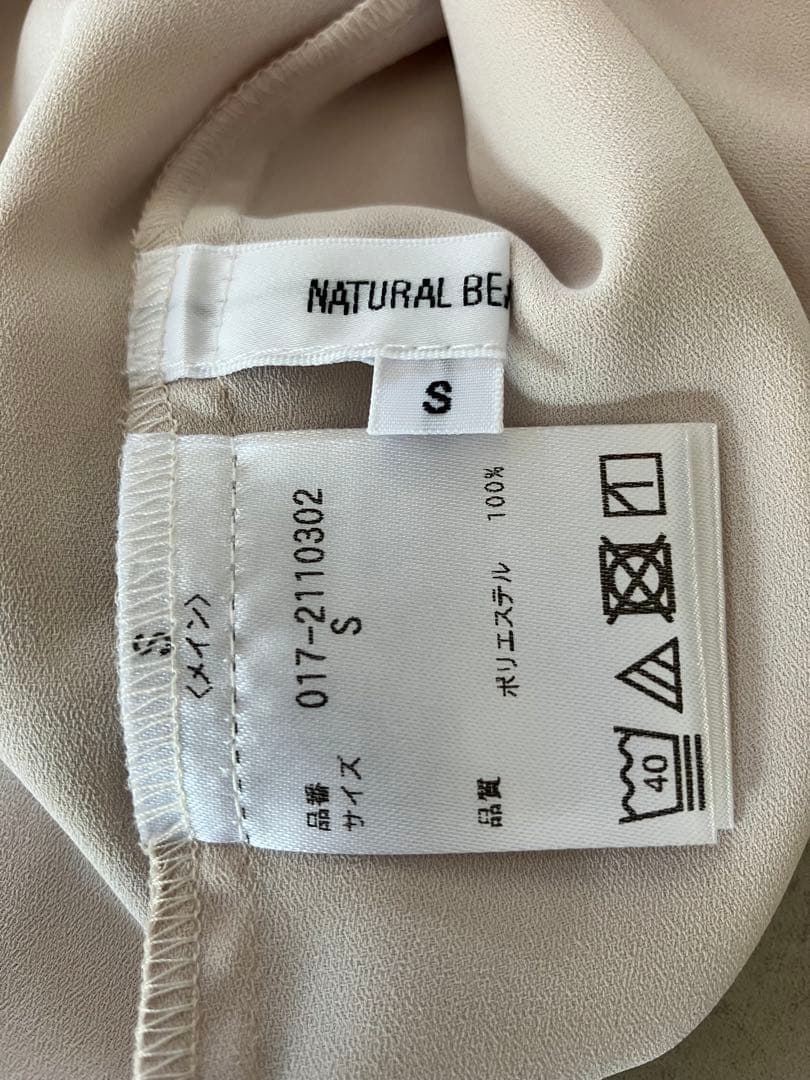 NATURAL BEA
S
S
〈メイン〉
品番 017-2110302
サイズ S
品質 ポリエステル 100%
40